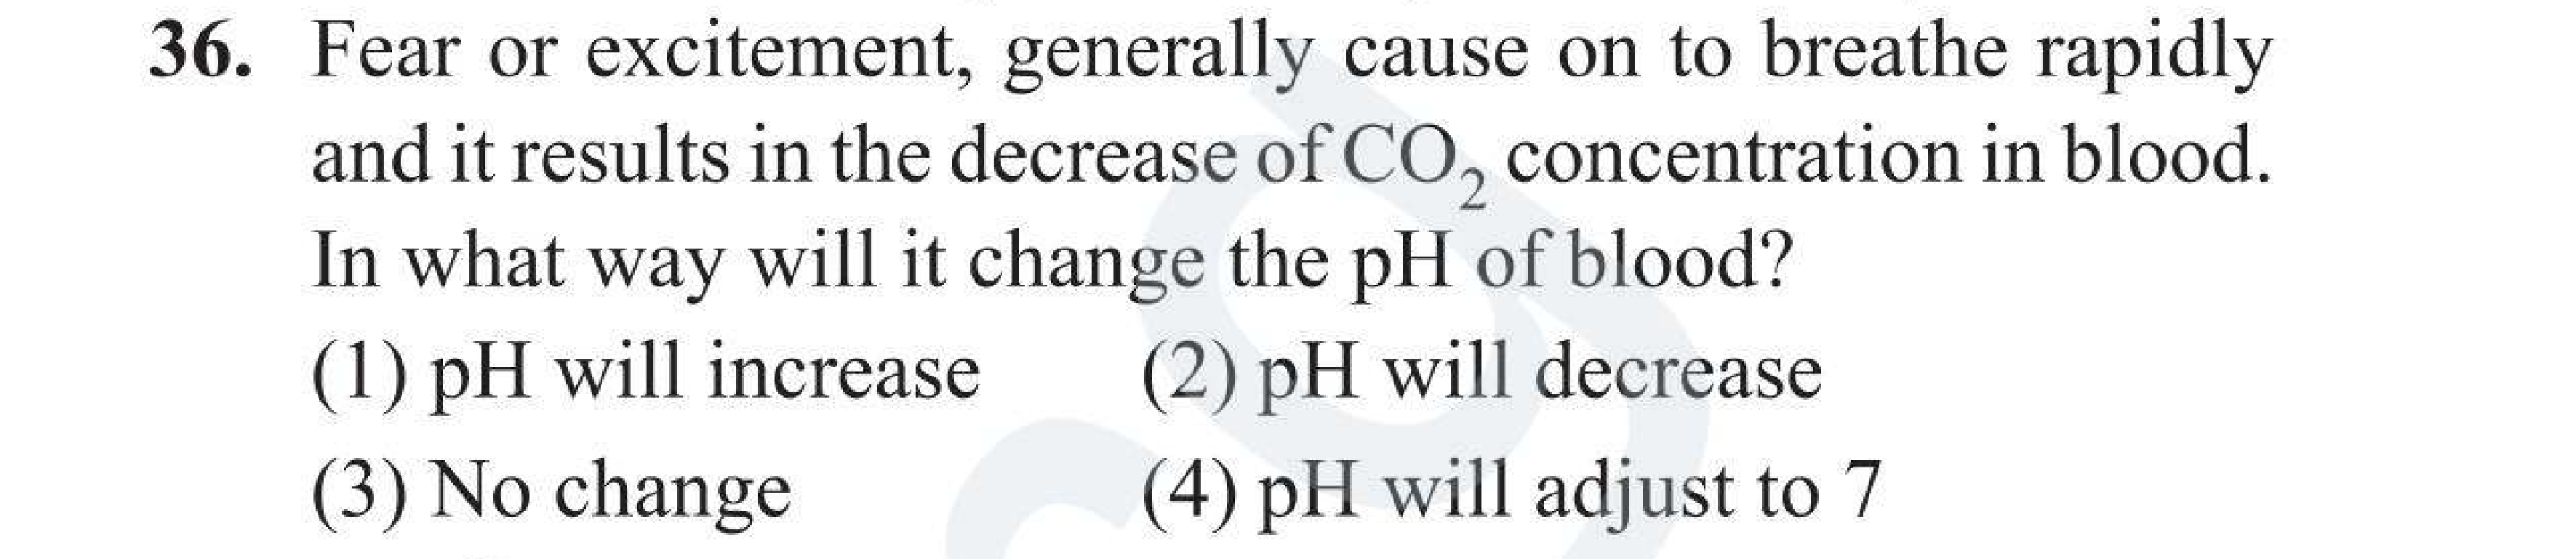 36. Fear or excitement, generally cause on to breathe rapidly
and it results in the decrease of CO₂ concentration in blood.
In what way will it change the pH of blood?
(1) pH will increase (2) pH will decrease
(3) No change (4) pH will adjust to 7